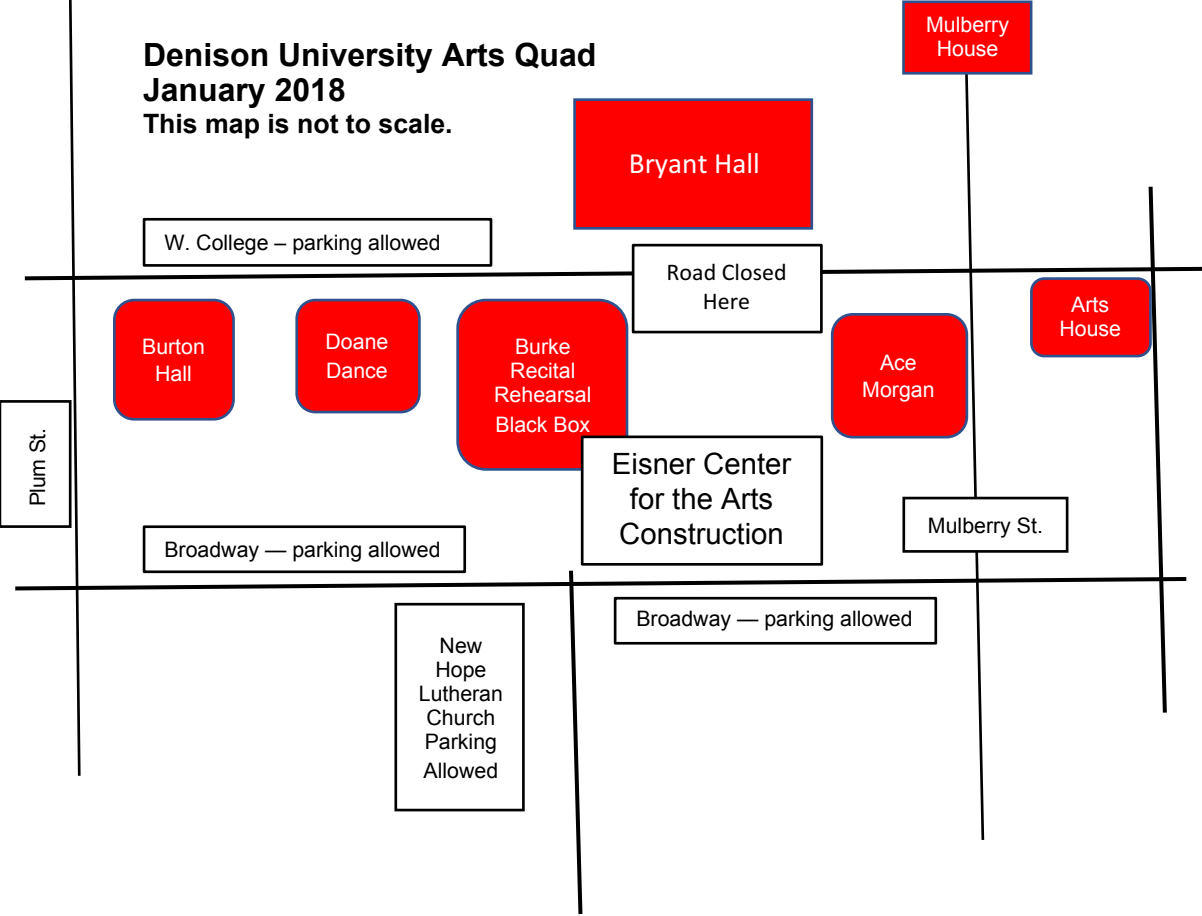 Denison University Arts Quad
January 2018
This map is not to scale.
Mulberry
House
Bryant Hall
W. College – parking allowed
Road Closed
Here
Arts
House
Burton
Hall
Doane
Dance
Burke
Recital
Rehearsal
Black Box
Ace
Morgan
Plum St.
Eisner Center
for the Arts
Construction
Mulberry St.
Broadway — parking allowed
Broadway — parking allowed
New
Hope
Lutheran
Church
Parking
Allowed